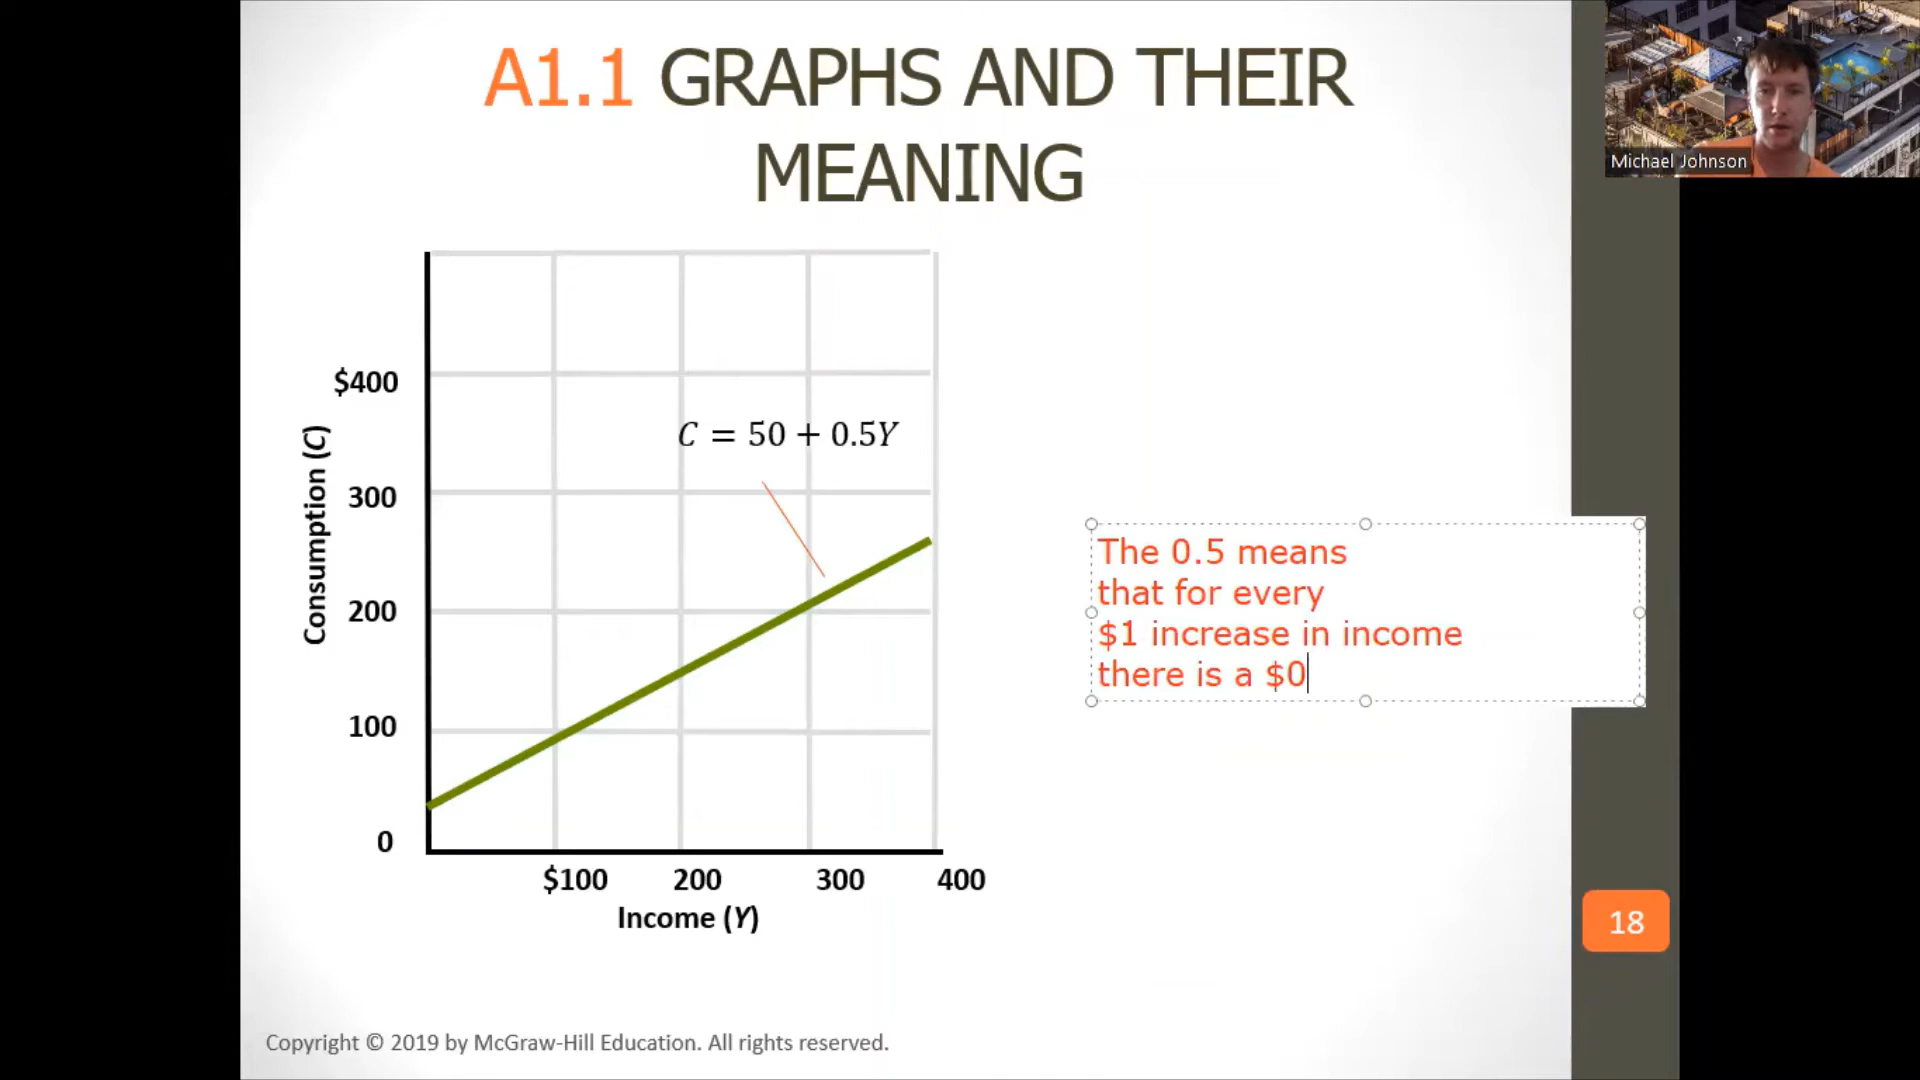 A1.1 GRAPHS AND THEIR
MEANING
Michael Johnson
$400
300
200
100
0
Consumption (C)
C = 50 + 0.5Y
$100 200 300 400
Income (Y)
The 0.5 means
that for every
$1 increase in income
there is a $0
18
Copyright © 2019 by McGraw-Hill Education. All rights reserved.